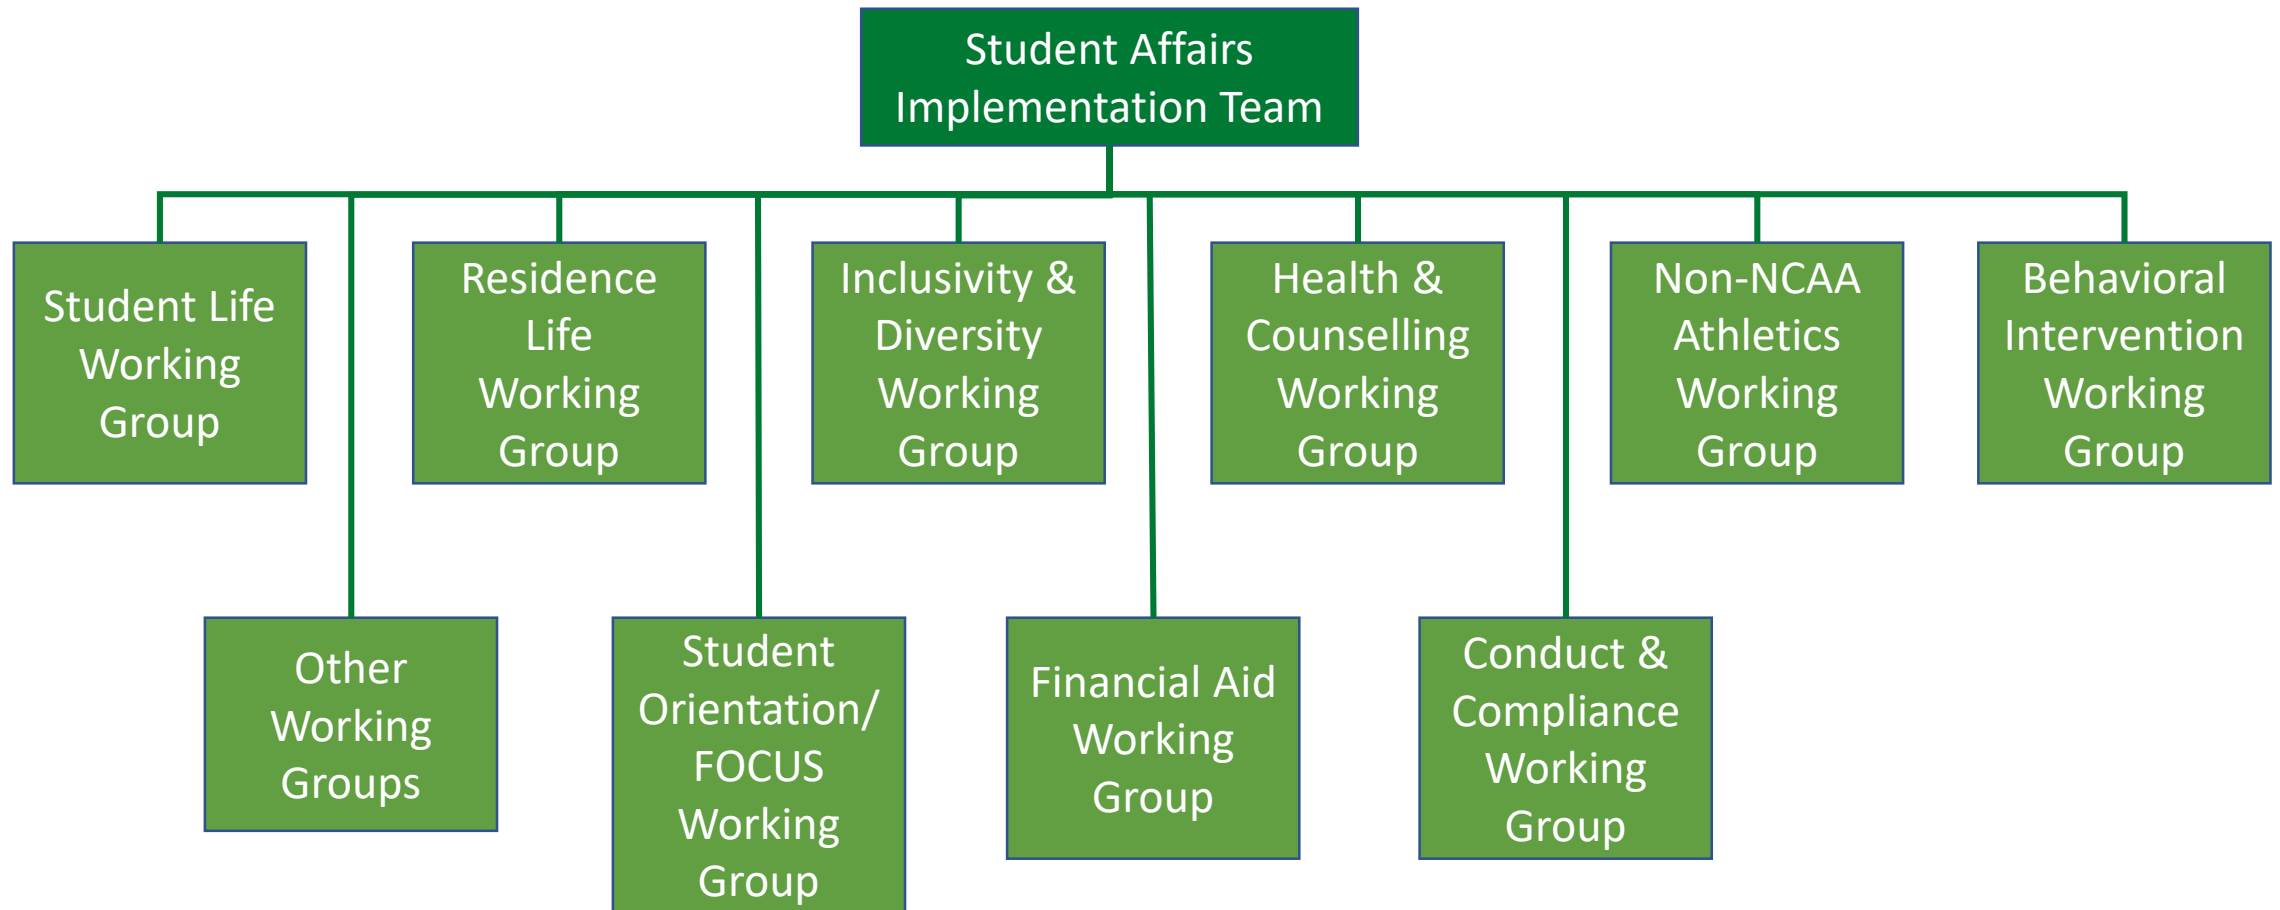 Student Affairs
Implementation Team
Student Life
Working
Group
Residence
Life
Working
Group
Inclusivity &
Diversity
Working
Group
Health &
Counselling
Working
Group
Non-NCAA
Athletics
Working
Group
Behavioral
Intervention
Working
Group
Other
Working
Groups
Student
Orientation/
FOCUS
Working
Group
Financial Aid
Working
Group
Conduct &
Compliance
Working
Group